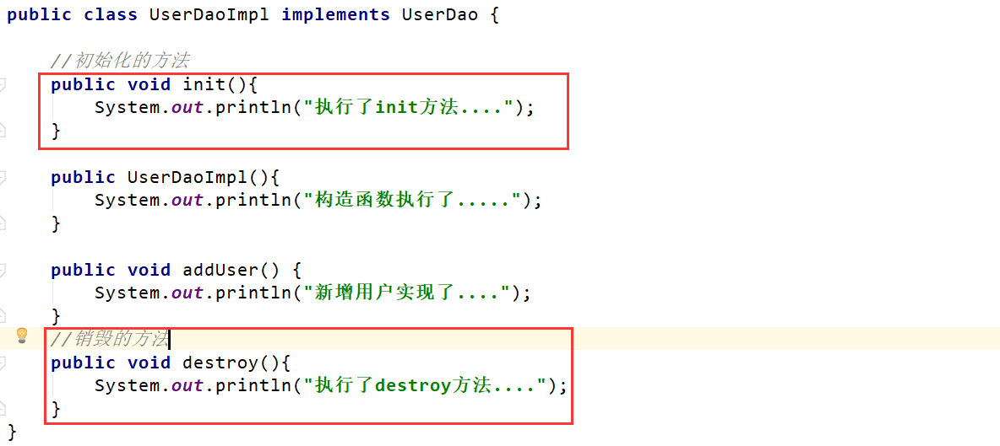 public class UserDaoImpl implements UserDao {
//初始化的方法
public void init(){
System.out.println("执行了init方法....");
}
public UserDaoImpl(){
System.out.println("构造函数执行了.....");
}
public void addUser() {
System.out.println("新增用户实现了....");
}
//销毁的方法
public void destroy(){
System.out.println("执行了destroy方法....");
}
}